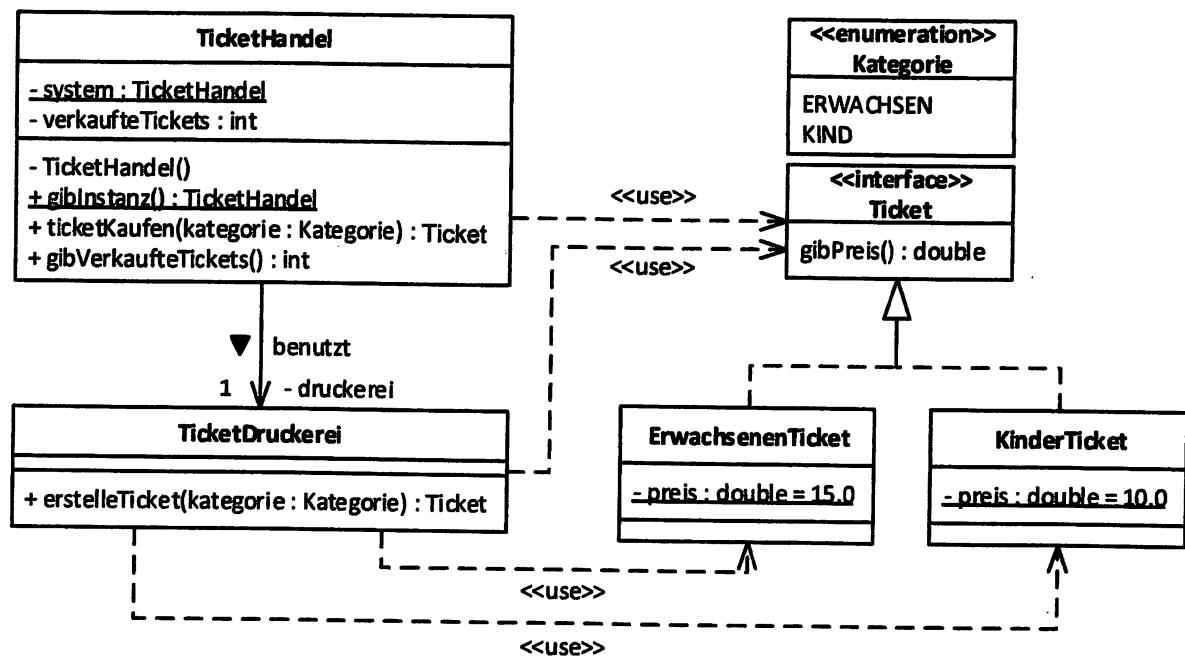 TicketHandel
- system : TicketHandel
- verkaufteTickets : int
- TicketHandel()
+ gibInstanz() : TicketHandel
+ ticketKaufen(kategorie : Kategorie) : Ticket
+ gibVerkaufteTickets() : int
<<enumeration>>
Kategorie
ERWACHSEN
KIND
<<interface>>
Ticket
gibPreis() : double
<<use>>
<<use>>
benutzt
1 - druckerei
TicketDruckerei
+ erstelleTicket(kategorie : Kategorie) : Ticket
ErwachsenenTicket
- preis : double = 15.0
KinderTicket
- preis : double = 10.0
<<use>>
<<use>>